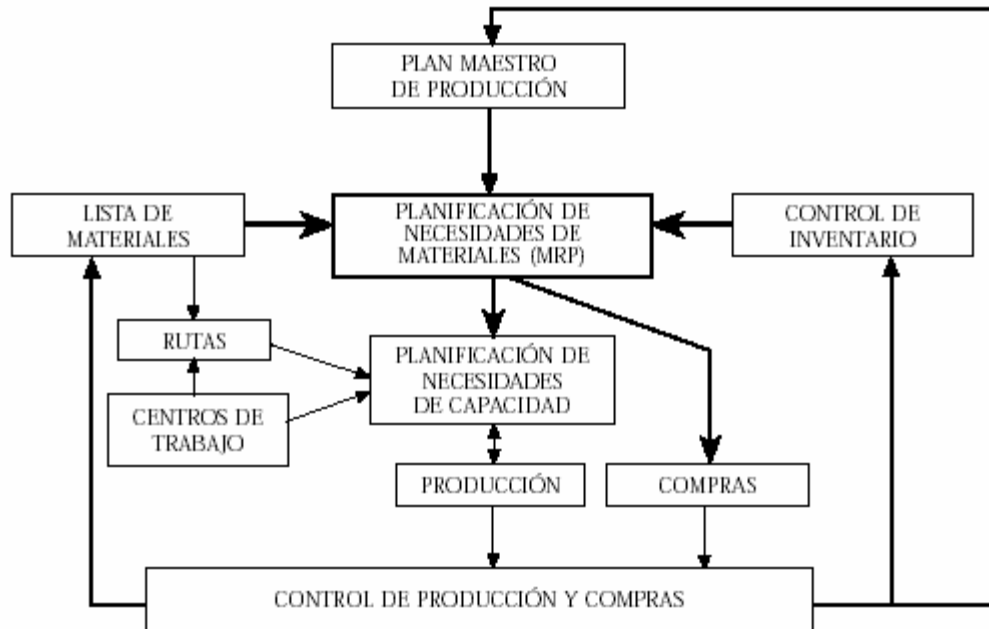 PLAN MAESTRO
DE PRODUCCIÓN
LISTA DE
MATERIALES
PLANIFICACIÓN DE
NECESIDADES DE
MATERIALES (MRP)
CONTROL DE
INVENTARIO
RUTAS
PLANIFICACIÓN DE
NECESIDADES
DE CAPACIDAD
CENTROS DE
TRABAJO
PRODUCCIÓN
COMPRAS
CONTROL DE PRODUCCIÓN Y COMPRAS